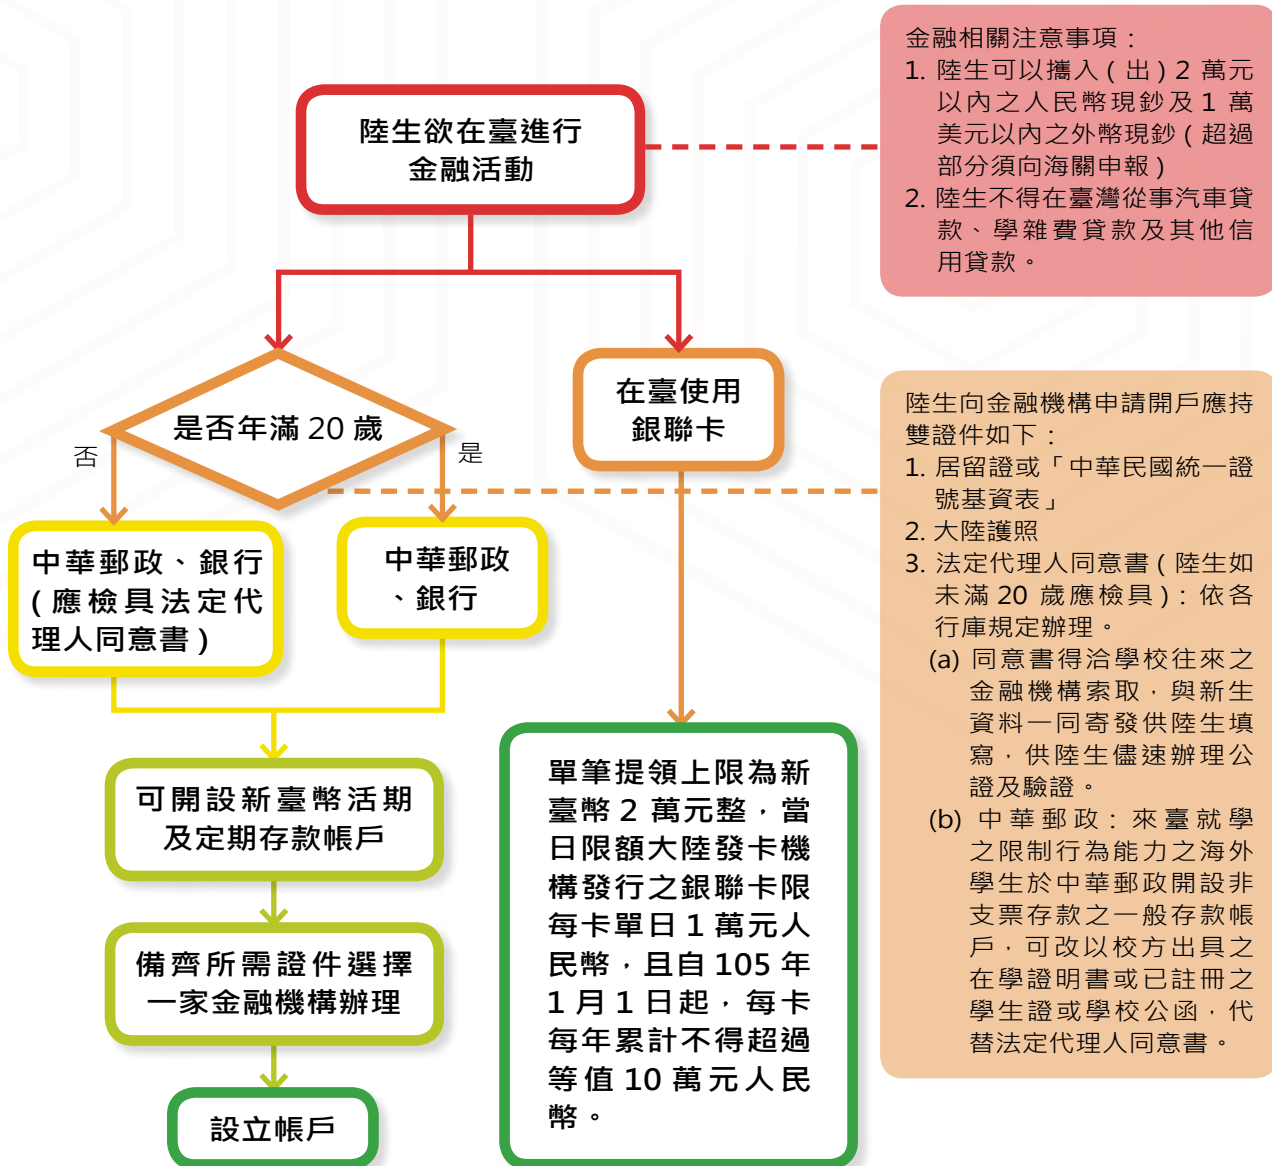 陸生欲在臺進行
金融活動
金融相關注意事項：
1. 陸生可以攜入（出）2 萬元
以內之人民幣現鈔及 1 萬
美元以內之外幣現鈔（超過
部分須向海關申報）
2. 陸生不得在臺灣從事汽車貸
款、學雜費貸款及其他信
用貸款。
是否年滿 20 歲
否
是
在臺使用
銀聯卡
中華郵政、銀行
（應檢具法定代
理人同意書）
中華郵政
、銀行
陸生向金融機構申請開戶應持
雙證件如下：
1. 居留證或「中華民國統一證
號基資表」
2. 大陸護照
3. 法定代理人同意書（陸生如
未滿 20 歲應檢具）：依各
行庫規定辦理。
(a) 同意書得洽學校往來之
金融機構索取，與新生
資料一同寄發供陸生填
寫，供陸生儘速辦理公
證及驗證。
(b) 中華郵政：來臺就學
之限制行為能力之海外
學生於中華郵政開設非
支票存款之一般存款帳
戶，可改以校方出具之
在學證明書或已註冊之
學生證或學校公函，代
替法定代理人同意書。
可開設新臺幣活期
及定期存款帳戶
備齊所需證件選擇
一家金融機構辦理
設立帳戶
單筆提領上限為新
臺幣 2 萬元整，當
日限額大陸發卡機
構發行之銀聯卡限
每卡單日 1 萬元人
民幣，且自 105 年
1 月 1 日起，每卡
每年累計不得超過
等值 10 萬元人民
幣。